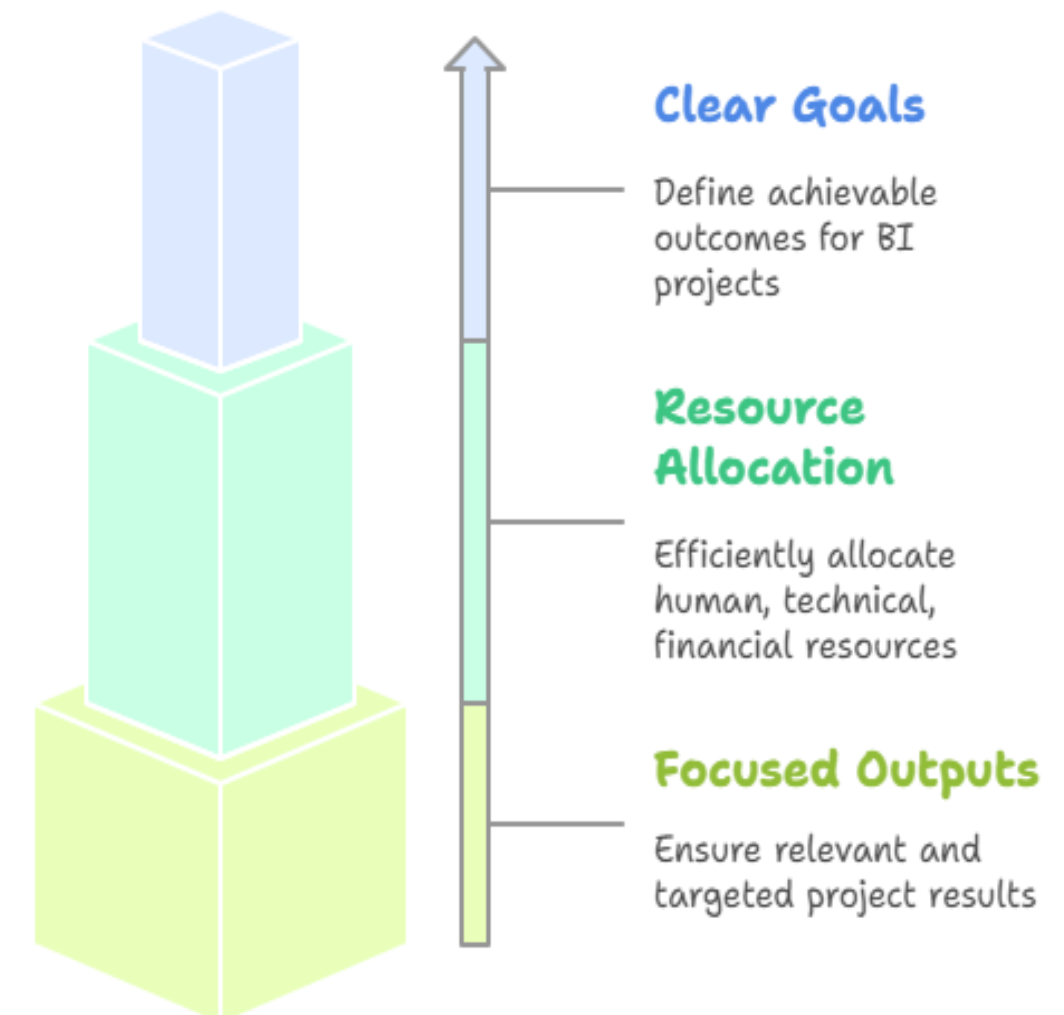 Clear Goals
Define achievable
outcomes for BI
projects
Resource
Allocation
Efficiently allocate
human, technical,
financial resources
Focused Outputs
Ensure relevant and
targeted project results